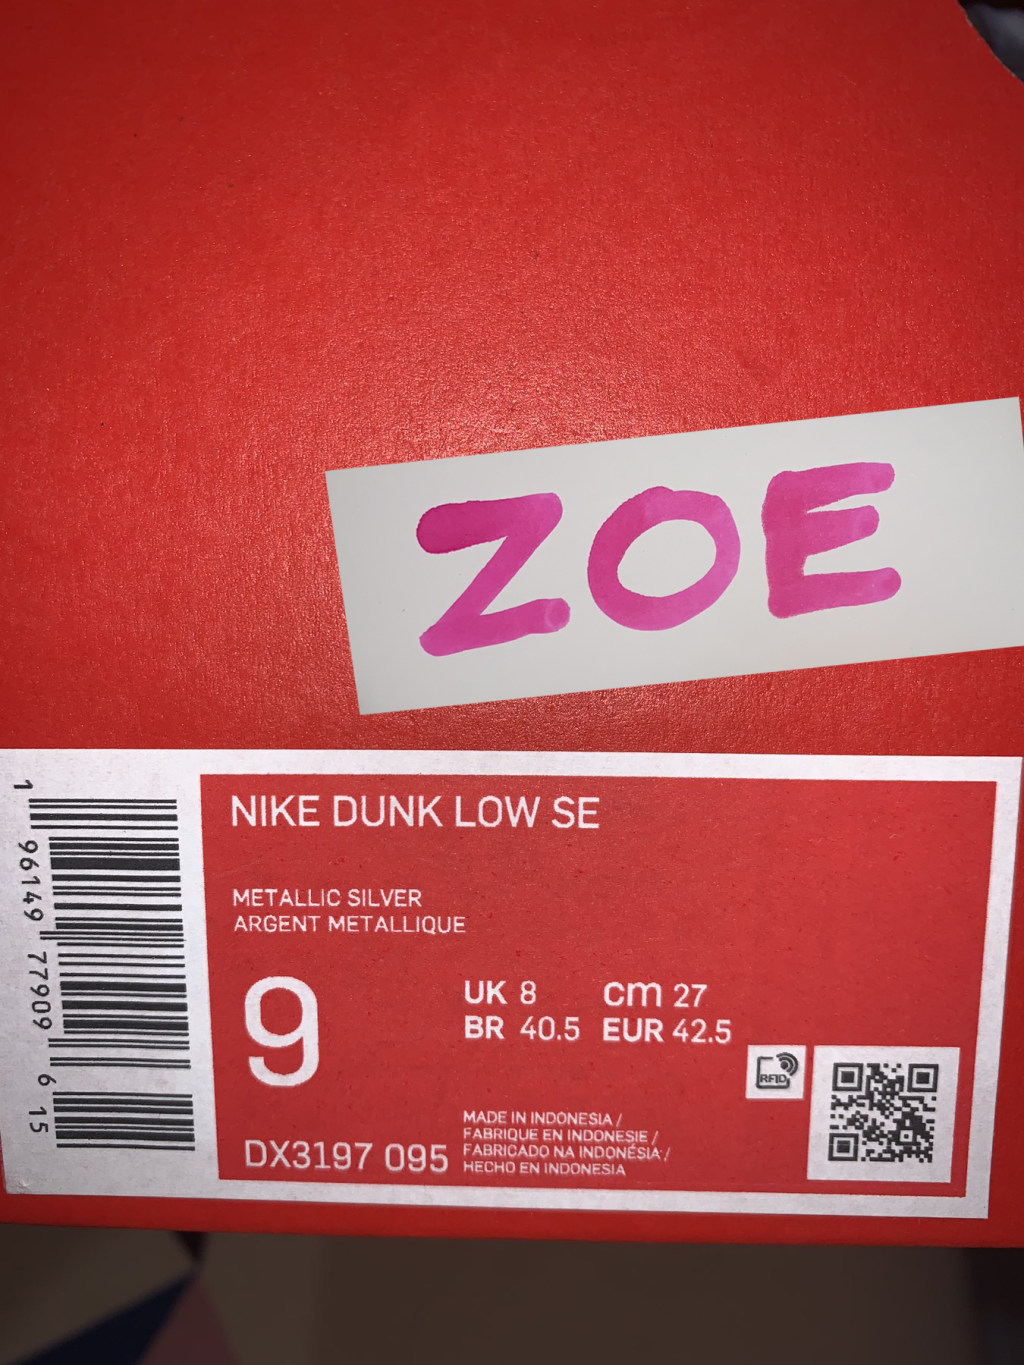 ZOE
NIKE DUNK LOW SE
METALLIC SILVER
ARGENT METALLIQUE
9
UK 8 cm 27
BR 40.5 EUR 42.5
RFID
DX3197 095
MADE IN INDONESIA /
FABRIQUE EN INDONESIE /
FABRICADO NA INDONÉSIA /
HECHO EN INDONESIA
1 96149 77909 6 15